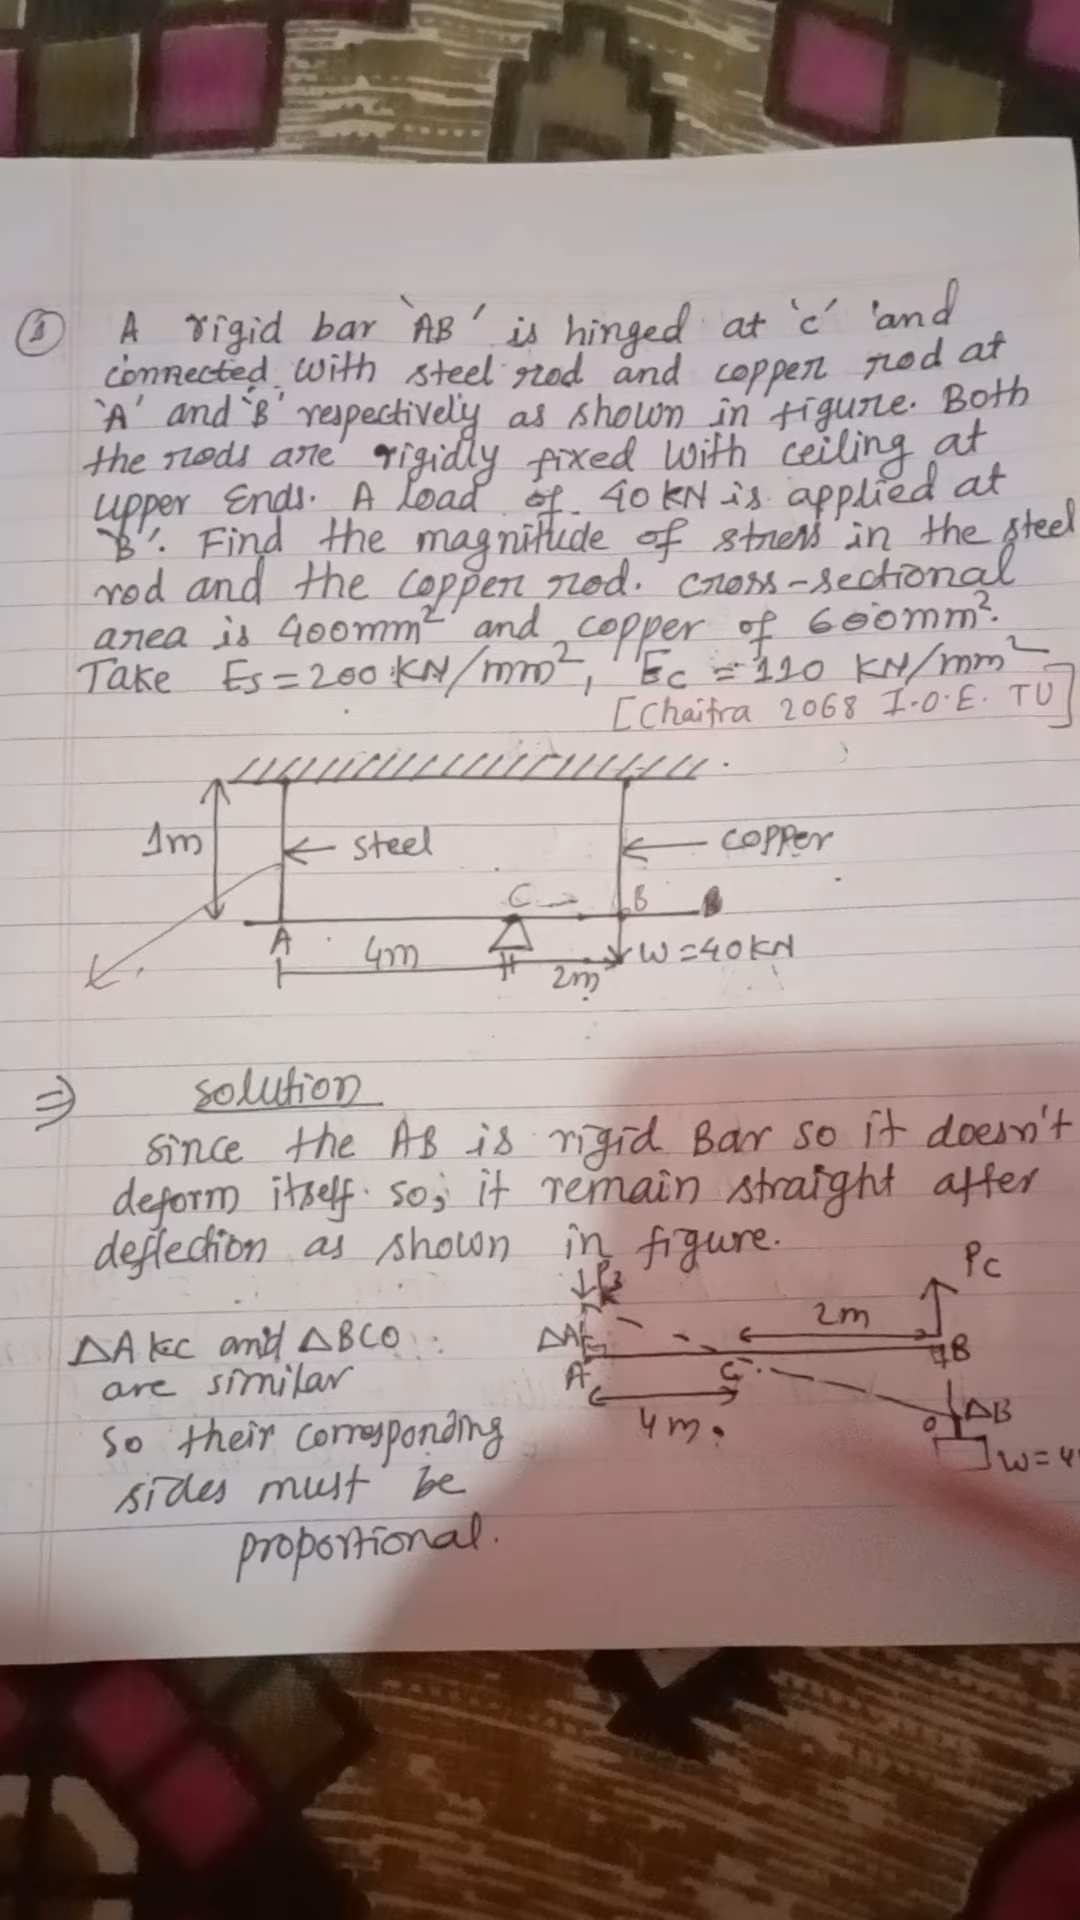 1 A rigid bar `AB' is hinged at 'c' 'and
connected with steel rod and copper rod at
`A' and `B' respectively as shown in figure. Both
the rods are rigidly fixed with ceiling at
upper Ends. A load of 40 KN is applied at
`B'. Find the magnitude of stress in the steel
rod and the copper rod. cross-sectional
area is 400mm² and copper of 600mm².
Take Es = 200 KN/mm², Ec = 110 KN/mm²
[Chaitra 2068 I.O.E. TU]
1m
steel
copper
C
B
B
A
4m
2m
W = 40KN
⇒ solution
since the AB is rigid Bar so it doesn't
deform itself. so, it remain straight after
deflection as shown in figure.
Pc
K
2m
ΔAKC and ΔBCO
ΔA
B
are similar
A
C
4m.
O
ΔB
so their corresponding
W = 4
sides must be
proportional.